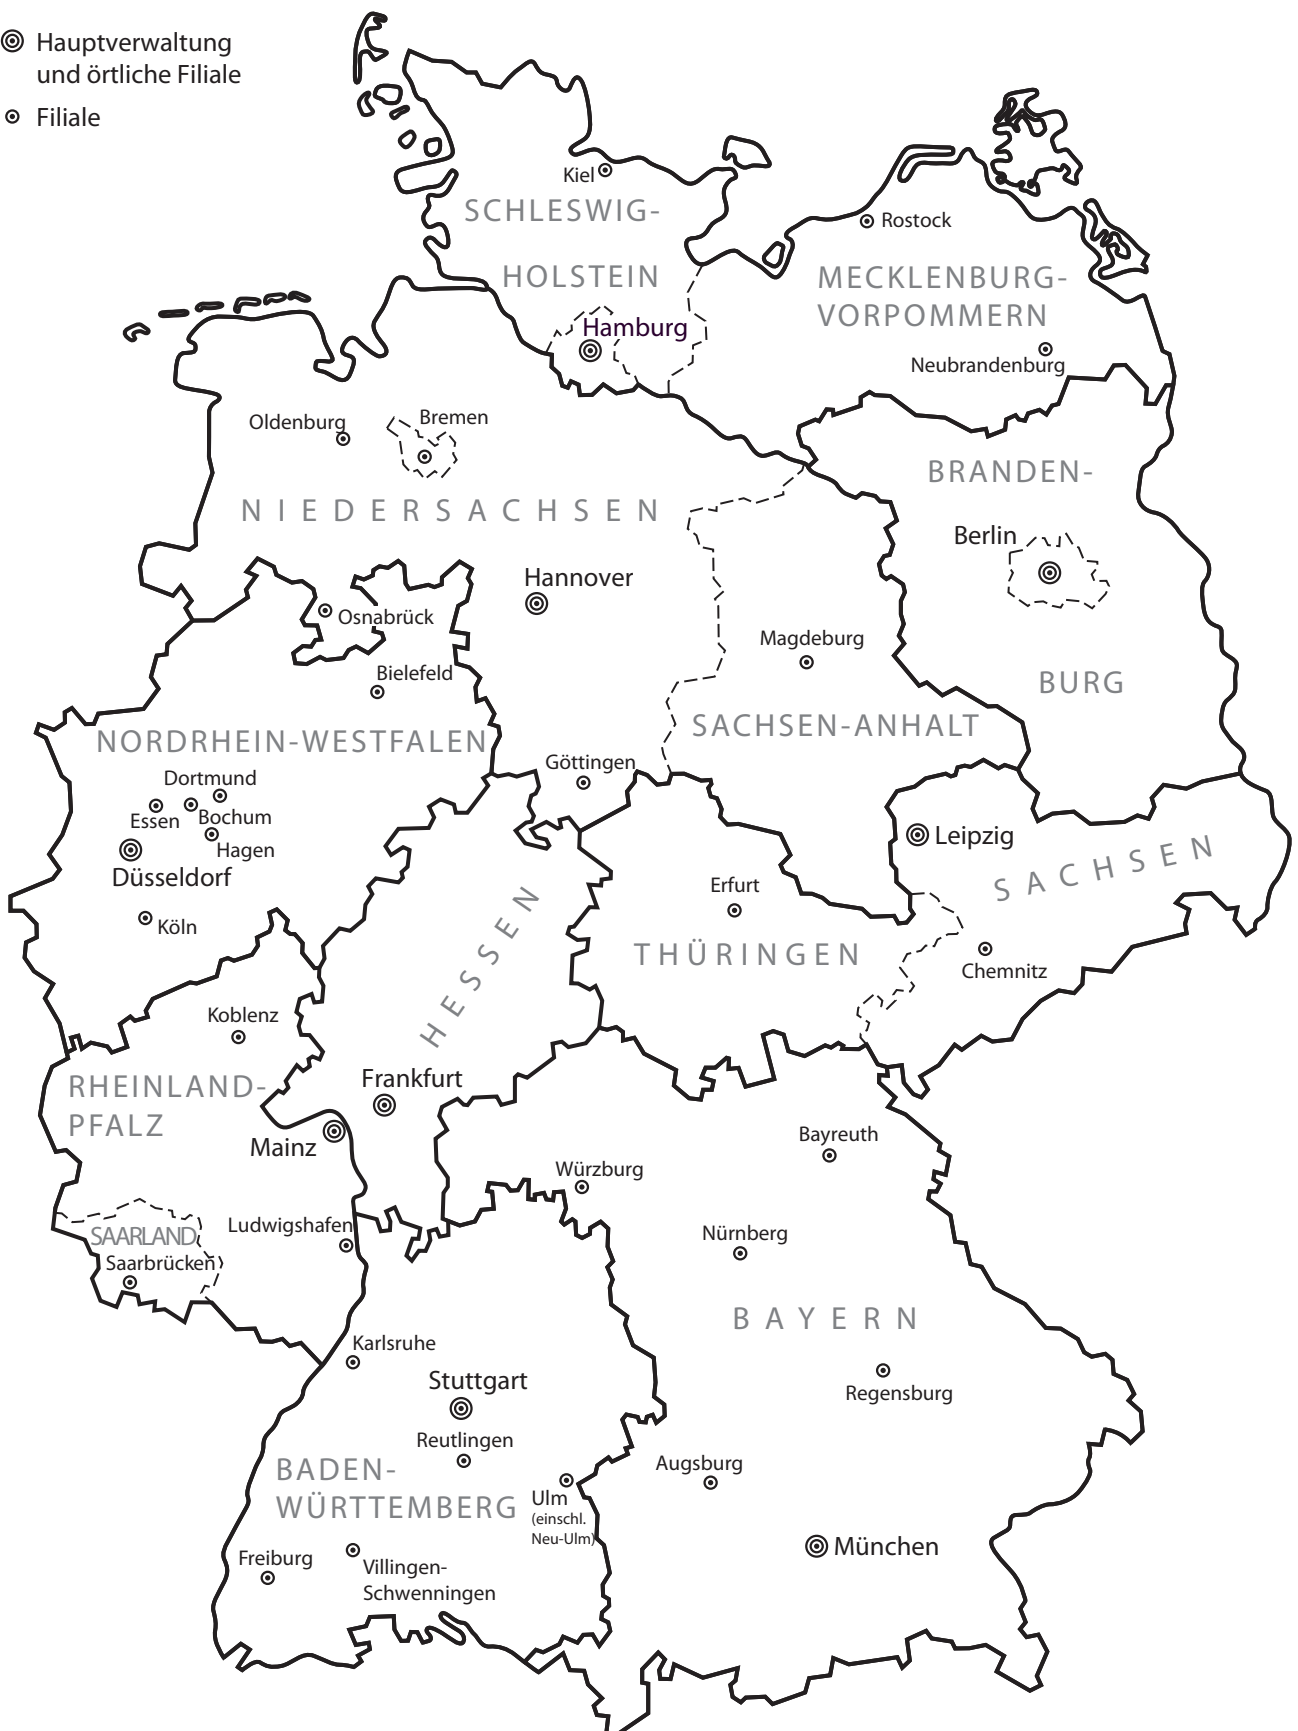 Hauptverwaltung
und örtliche Filiale
Filiale
Kiel
SCHLESWIG-
HOLSTEIN
Rostock
MECKLENBURG-
VORPOMMERN
Hamburg
Neubrandenburg
Oldenburg
Bremen
BRANDEN-
NIEDERSACHSEN
Berlin
Hannover
Osnabrück
Magdeburg
Bielefeld
BURG
SACHSEN-ANHALT
NORDRHEIN-WESTFALEN
Göttingen
Dortmund
Essen
Bochum
Hagen
Leipzig
SACHSEN
Düsseldorf
Erfurt
HESSEN
Köln
THÜRINGEN
Chemnitz
Koblenz
RHEINLAND-
PFALZ
Frankfurt
Mainz
Bayreuth
Würzburg
Ludwigshafen
SAARLAND
Nürnberg
Saarbrücken
BAYERN
Karlsruhe
Stuttgart
Regensburg
Reutlingen
BADEN-
WÜRTTEMBERG
Augsburg
Ulm
(einschl.
Neu-Ulm)
München
Freiburg
Villingen-
Schwenningen